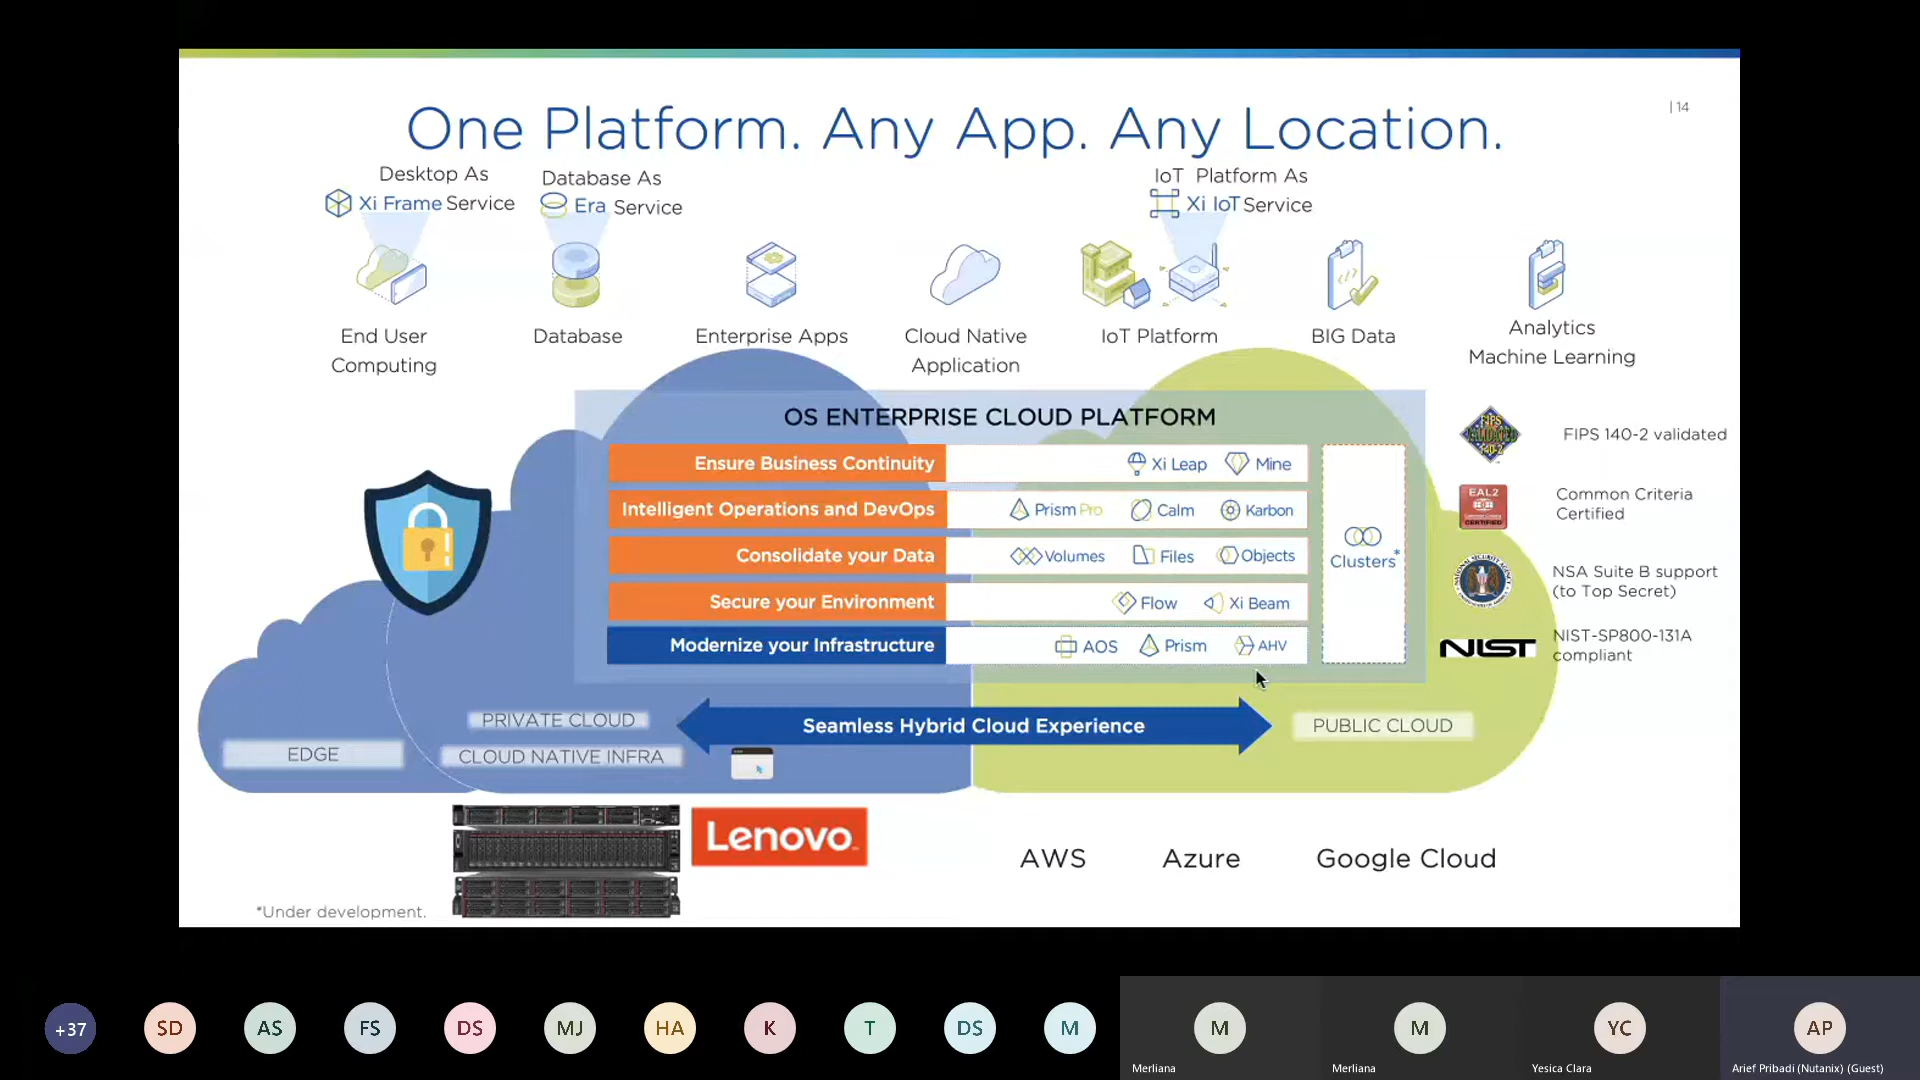 | 14
One Platform. Any App. Any Location.
Desktop As
Xi Frame Service
Database As
Era Service
IoT Platform As
Xi IoT Service
End User
Computing
Database
Enterprise Apps
Cloud Native
Application
IoT Platform
BIG Data
Analytics
Machine Learning
OS ENTERPRISE CLOUD PLATFORM
Ensure Business Continuity
Xi Leap
Mine
Intelligent Operations and DevOps
Prism Pro
Calm
Karbon
Consolidate your Data
Volumes
Files
Objects
Secure your Environment
Flow
Xi Beam
Modernize your Infrastructure
AOS
Prism
AHV
Clusters*
FIPS
VALIDATED
140-2
FIPS 140-2 validated
EAL2
CERTIFIED
Common Criteria
Certified
NSA Suite B support
(to Top Secret)
NIST
NIST-SP800-131A
compliant
PRIVATE CLOUD
Seamless Hybrid Cloud Experience
PUBLIC CLOUD
EDGE
CLOUD NATIVE INFRA
Lenovo
AWS
Azure
Google Cloud
*Under development.
+37
SD
AS
FS
DS
MJ
HA
K
T
DS
M
M
M
YC
AP
Merliana
Merliana
Yesica Clara
Arief Pribadi (Nutanix) (Guest)